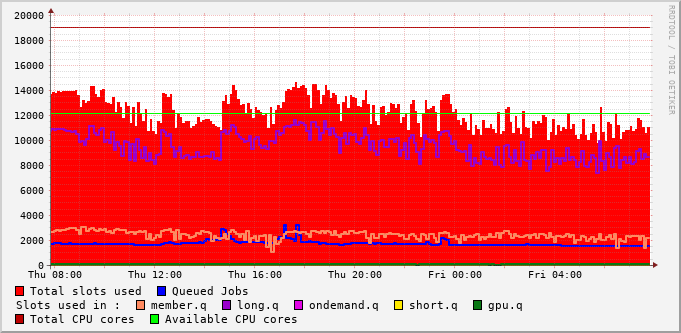 20000
18000
16000
14000
12000
10000
8000
6000
4000
2000
0
Thu 08:00 Thu 12:00 Thu 16:00 Thu 20:00 Fri 00:00 Fri 04:00
RRDTOOL / TOBI OETIKER
Total slots used Queued Jobs
Slots used in : member.q long.q ondemand.q short.q gpu.q
Total CPU cores Available CPU cores